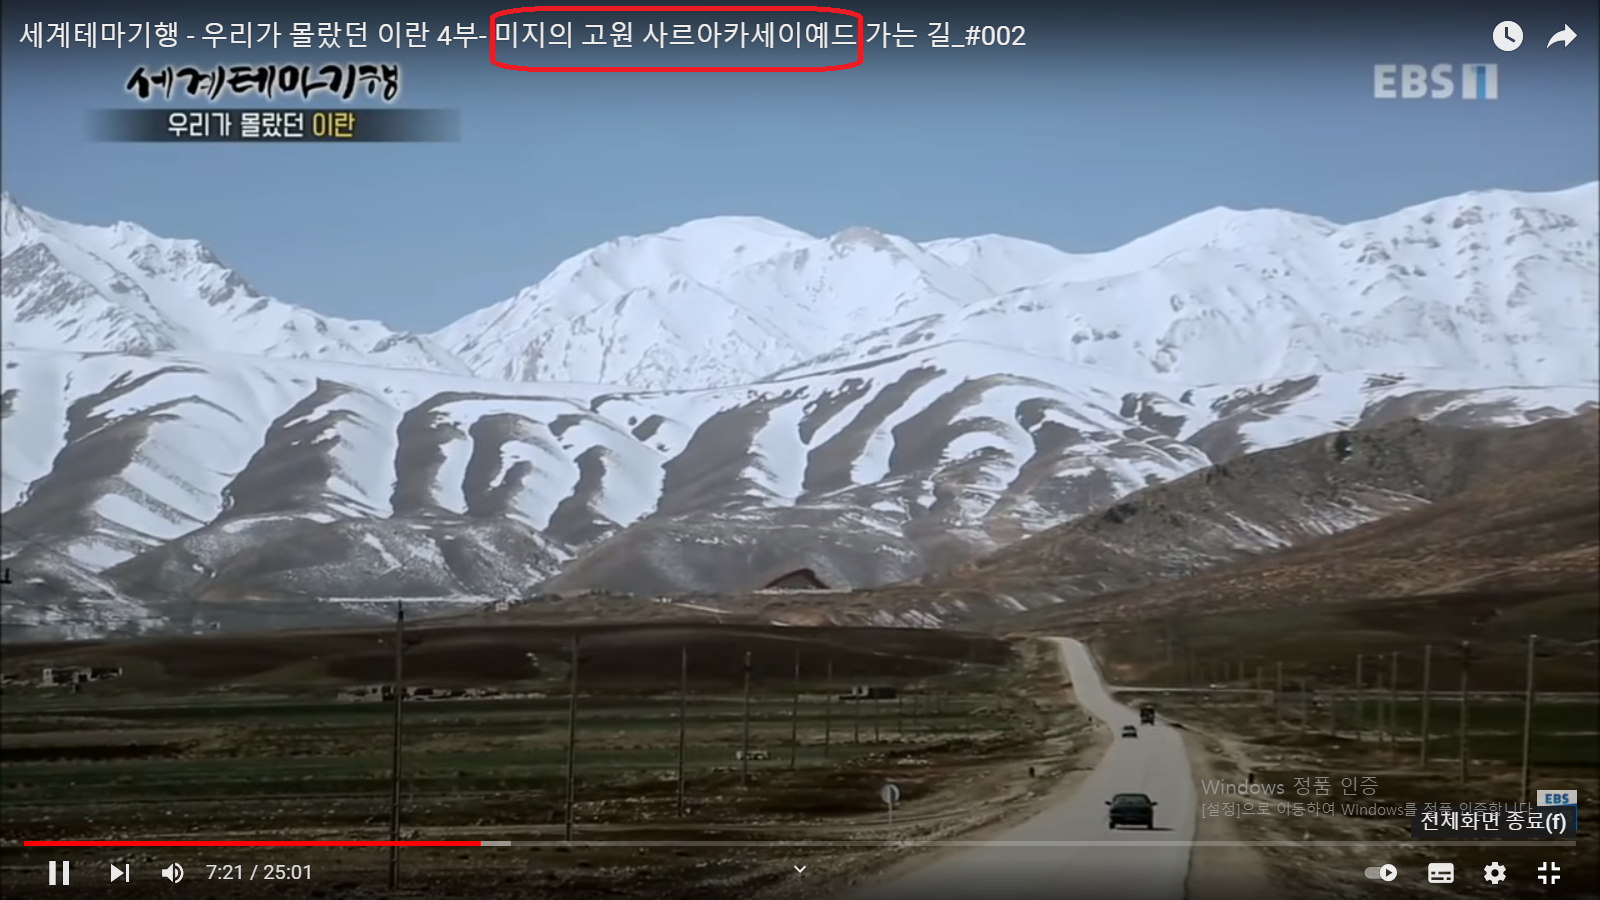 세계테마기행 - 우리가 몰랐던 이란 4부- 미지의 고원 사르아카세이예드 가는 길_#002
세계테마기행
우리가 몰랐던 이란
EBS 1
Windows 정품 인증
[설정]으로 이동하여 Windows를 정품 인증합니다.
EBS
전체화면 종료(f)
7:21 / 25:01